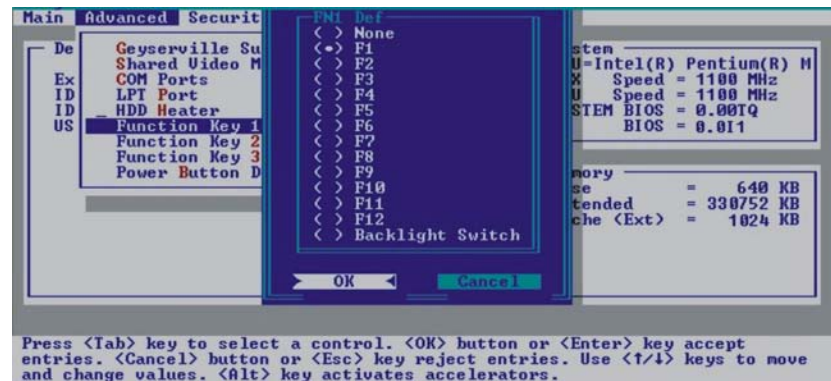 Main Advanced Securit
FN1 Def
( ) None
(•) F1
( ) F2
( ) F3
( ) F4
( ) F5
( ) F6
( ) F7
( ) F8
( ) F9
( ) F10
( ) F11
( ) F12
( ) Backlight Switch
OK Cancel
De
Ex
ID
ID
US
Geyserville Su
Shared Video M
COM Ports
LPT Port
_ HDD Heater
Function Key 1
Function Key 2
Function Key 3
Power Button D
stem
U=Intel(R) Pentium(R) M
X Speed = 1100 MHz
U Speed = 1100 MHz
STEM BIOS = 0.00TQ
BIOS = 0.0I1
mory
se = 640 KB
tended = 330752 KB
che (Ext) = 1024 KB
Press <Tab> key to select a control. <OK> button or <Enter> key accept
entries. <Cancel> button or <Esc> key reject entries. Use <↑/↓> keys to move
and change values. <Alt> key activates accelerators.